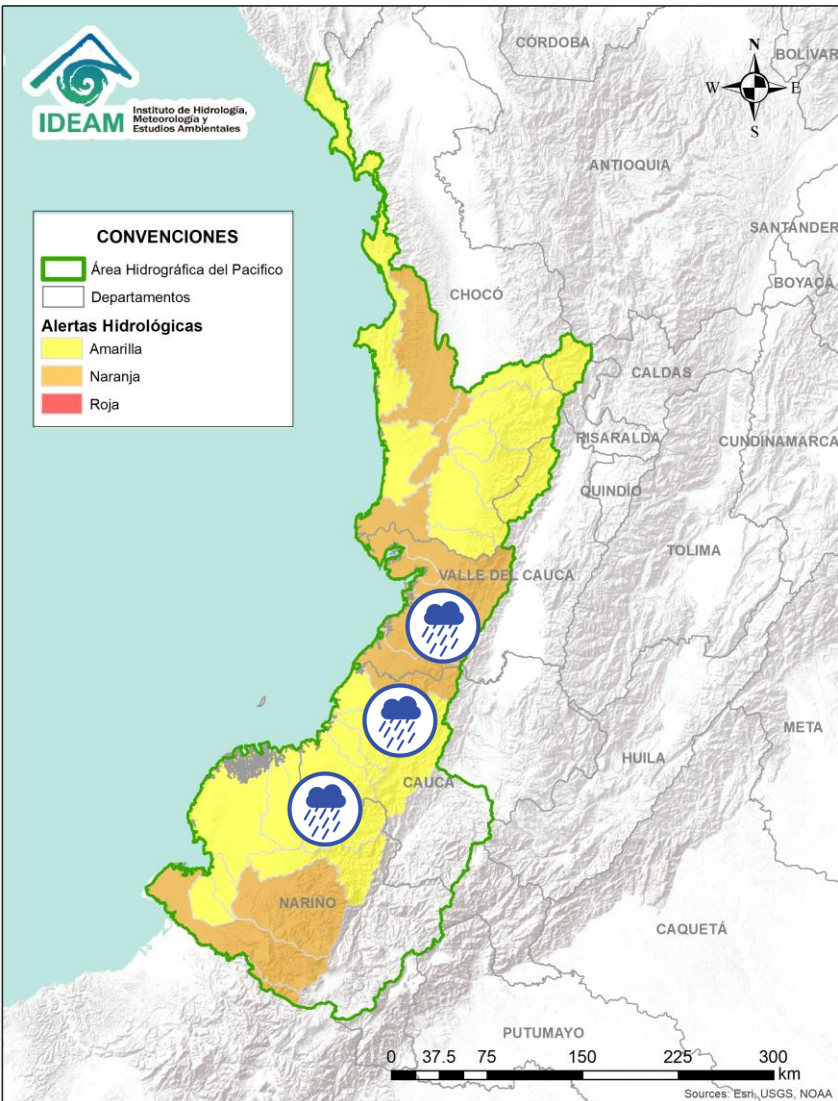 IDEAM
Instituto de Hidrología,
Meteorología y
Estudios Ambientales
CÓRDOBA
BOLÍVAR
N
W
E
S
ANTIOQUIA
SANTANDER
BOYACÁ
CONVENCIONES
Área Hidrográfica del Pacifico
Departamentos
Alertas Hidrológicas
Amarilla
Naranja
Roja
CHOCÓ
CALDAS
RISARALDA
CUNDINAMARCA
QUINDÍO
TOLIMA
VALLE DEL CAUCA
META
HUILA
CAUCA
NARIÑO
CAQUETÁ
PUTUMAYO
0 37.5 75 150 225 300
km
Sources: Esri, USGS, NOAA